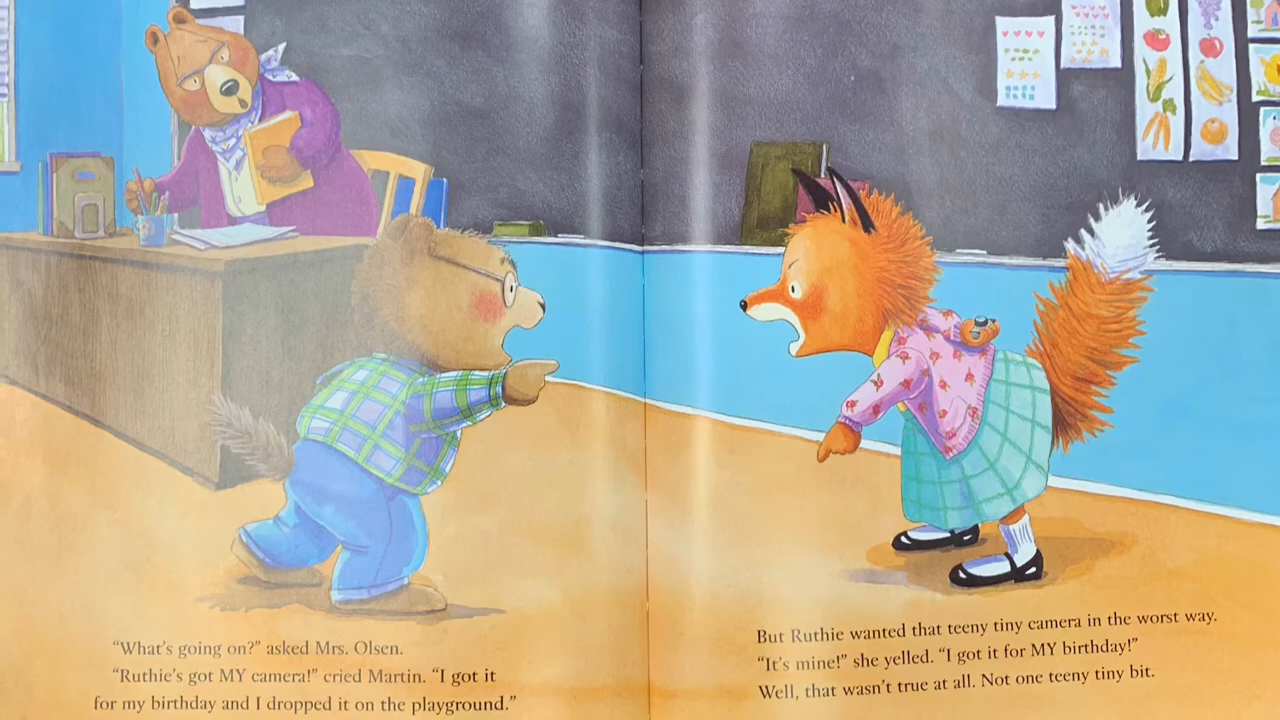 “What’s going on?” asked Mrs. Olsen.
“Ruthie’s got MY camera!” cried Martin. “I got it
for my birthday and I dropped it on the playground.”
But Ruthie wanted that teeny tiny camera in the worst way.
“It’s mine!” she yelled. “I got it for MY birthday!”
Well, that wasn’t true at all. Not one teeny tiny bit.